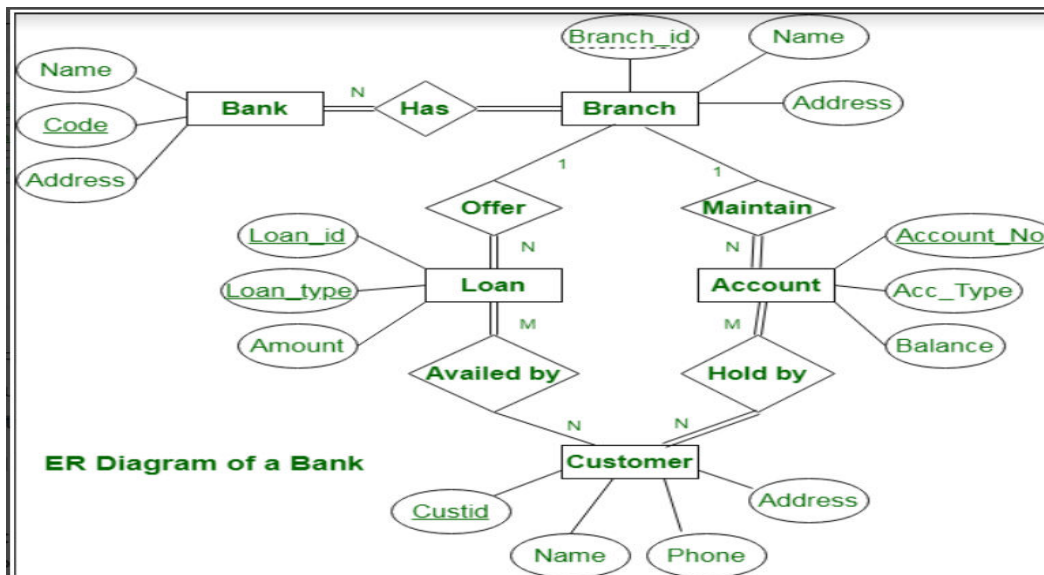 Branch_id
Name
Name
N
Bank
Has
Branch
Address
Code
Address
1
1
Offer
Maintain
Loan_id
N
N
Account_No
Loan_type
Loan
Account
Acc_Type
Amount
M
M
Balance
Availed by
Hold by
N
N
ER Diagram of a Bank
Customer
Address
Custid
Name
Phone